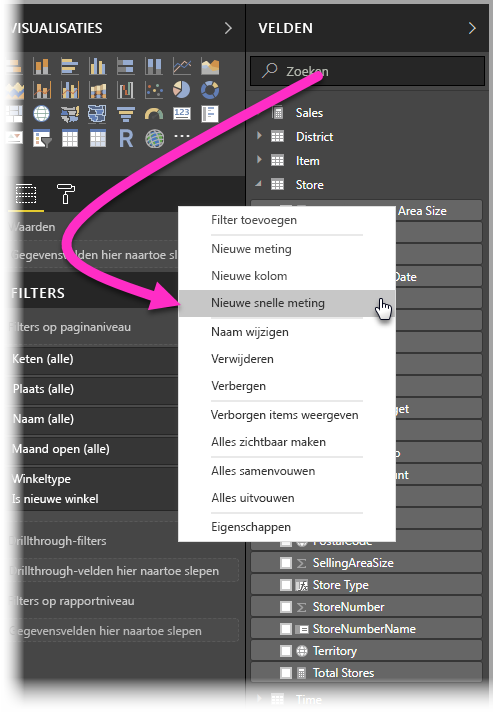 VISUALISATIES
Waarden
Gegevensvelden hier naartoe sl
FILTERS
Filters op paginaniveau
Keten (alle)
Plaats (alle)
Naam (alle)
Maand open (alle)
Winkeltype
Is nieuwe winkel
Drillthrough-filters
Drillthrough-velden hier naartoe slepen
Filters op rapportniveau
Gegevensvelden hier naartoe slepen
VELDEN
Zoeken
Sales
District
Item
Store
Area Size
Date
Filter toevoegen
Nieuwe meting
Nieuwe kolom
Nieuwe snelle meting
Naam wijzigen
Verwijderen
Verbergen
Verborgen items weergeven
Alles zichtbaar maken
Alles samenvouwen
Alles uitvouwen
Eigenschappen
get
o
unt
PostalCode
SellingAreaSize
Store Type
StoreNumber
StoreNumberName
Territory
Total Stores
Time